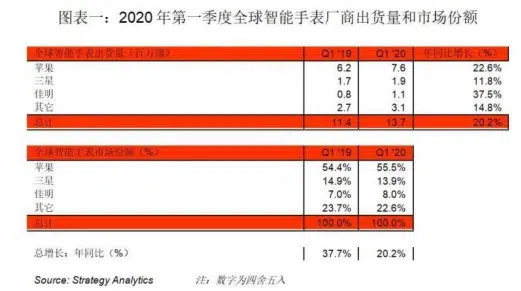 图表一：2020年第一季度全球智能手表厂商出货量和市场份额
全球智能手表出货量（百万部） Q1 '19 Q1 '20 年同比增长（%）
苹果 6.2 7.6 22.6%
三星 1.7 1.9 11.8%
佳明 0.8 1.1 37.5%
其它 2.7 3.1 14.8%
总计 11.4 13.7 20.2%
全球智能手表市场份额（%） Q1 '19 Q1 '20
苹果 54.4% 55.5%
三星 14.9% 13.9%
佳明 7.0% 8.0%
其它 23.7% 22.6%
总计 100.0% 100.0%
总增长：年同比（%） 37.7% 20.2%
Source: Strategy Analytics 注：数字为四舍五入